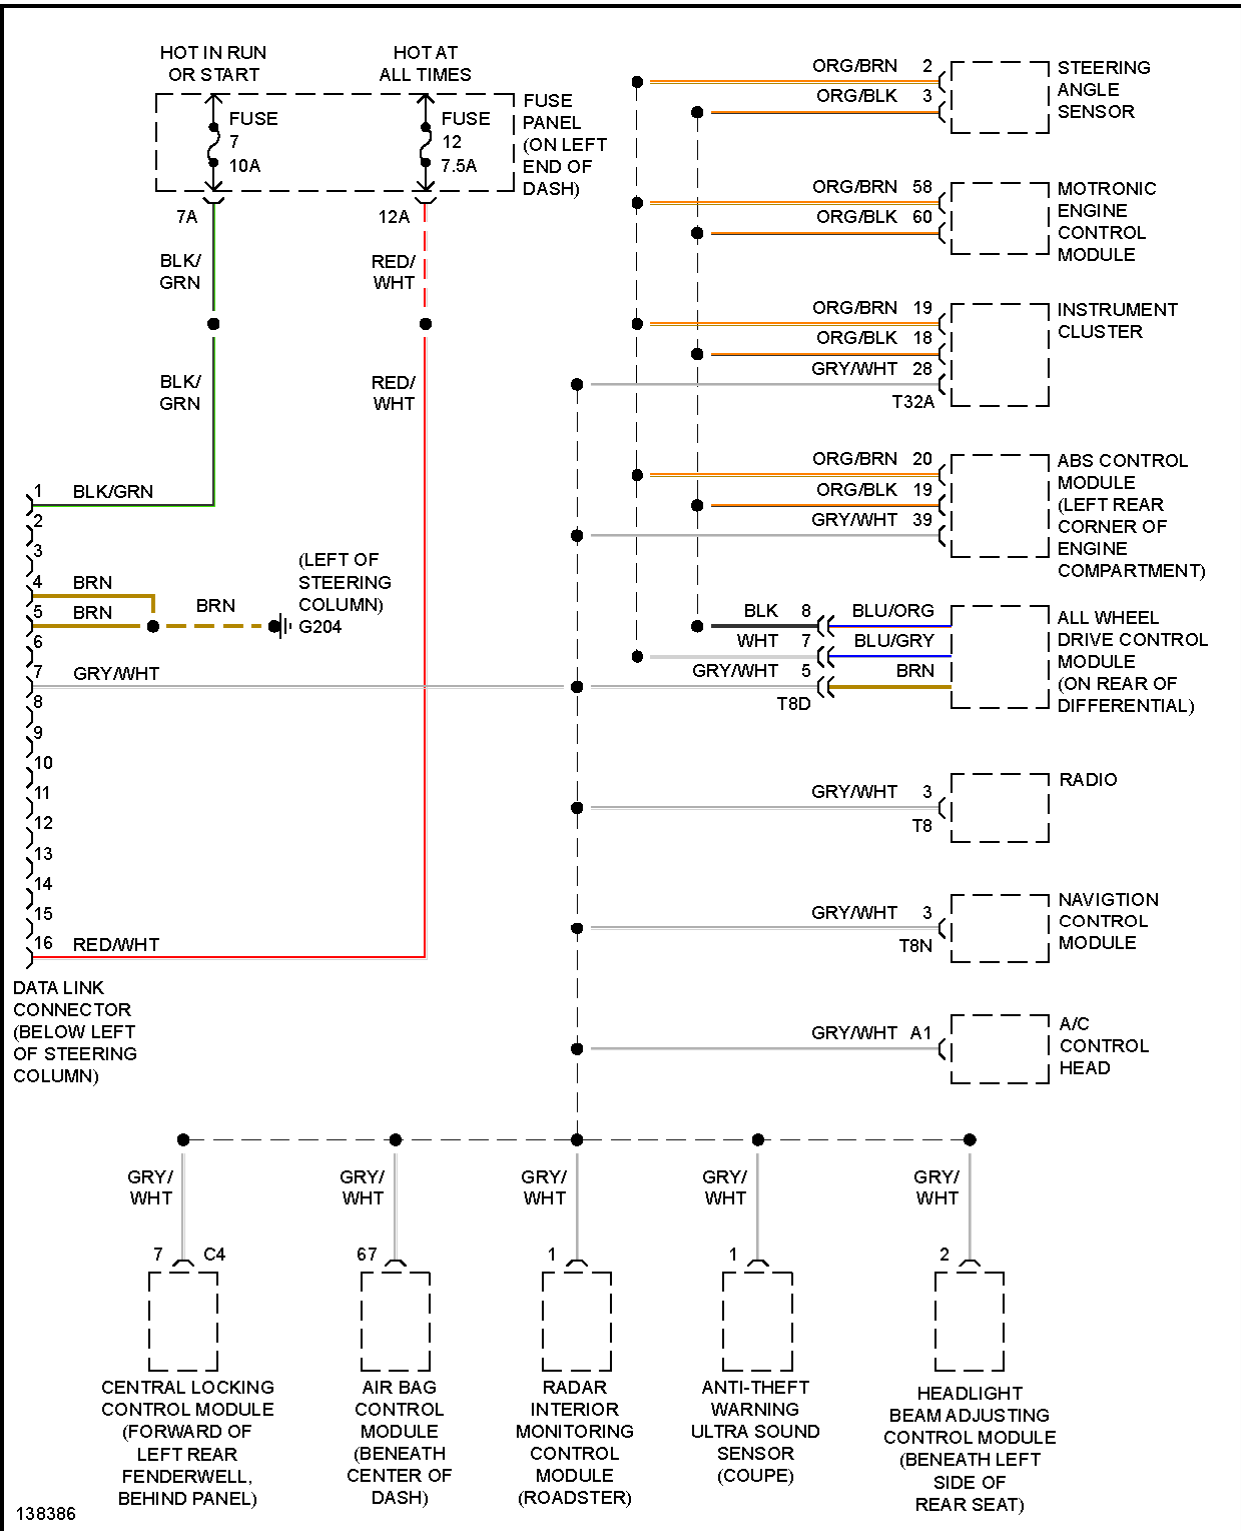 HOT IN RUN
OR START
HOT AT
ALL TIMES
FUSE
7
10A
FUSE
12
7.5A
FUSE
PANEL
(ON LEFT
END OF
DASH)
7A
12A
BLK/
GRN
RED/
WHT
BLK/
GRN
RED/
WHT
1 BLK/GRN
2
3
4 BRN
5 BRN
BRN
(LEFT OF
STEERING
COLUMN)
G204
6
7 GRY/WHT
8
9
10
11
12
13
14
15
16 RED/WHT
DATA LINK
CONNECTOR
(BELOW LEFT
OF STEERING
COLUMN)
ORG/BRN 2
ORG/BLK 3
STEERING
ANGLE
SENSOR
ORG/BRN 58
ORG/BLK 60
MOTRONIC
ENGINE
CONTROL
MODULE
ORG/BRN 19
ORG/BLK 18
GRY/WHT 28
T32A
INSTRUMENT
CLUSTER
ORG/BRN 20
ORG/BLK 19
GRY/WHT 39
ABS CONTROL
MODULE
(LEFT REAR
CORNER OF
ENGINE
COMPARTMENT)
BLK 8 BLU/ORG
WHT 7 BLU/GRY
GRY/WHT 5 BRN
T8D
ALL WHEEL
DRIVE CONTROL
MODULE
(ON REAR OF
DIFFERENTIAL)
GRY/WHT 3
T8
RADIO
GRY/WHT 3
T8N
NAVIGTION
CONTROL
MODULE
GRY/WHT A1
A/C
CONTROL
HEAD
GRY/
WHT
7 C4
CENTRAL LOCKING
CONTROL MODULE
(FORWARD OF
LEFT REAR
FENDERWELL,
BEHIND PANEL)
GRY/
WHT
67
AIR BAG
CONTROL
MODULE
(BENEATH
CENTER OF
DASH)
GRY/
WHT
1
RADAR
INTERIOR
MONITORING
CONTROL
MODULE
(ROADSTER)
GRY/
WHT
1
ANTI-THEFT
WARNING
ULTRA SOUND
SENSOR
(COUPE)
GRY/
WHT
2
HEADLIGHT
BEAM ADJUSTING
CONTROL MODULE
(BENEATH LEFT
SIDE OF
REAR SEAT)
138386